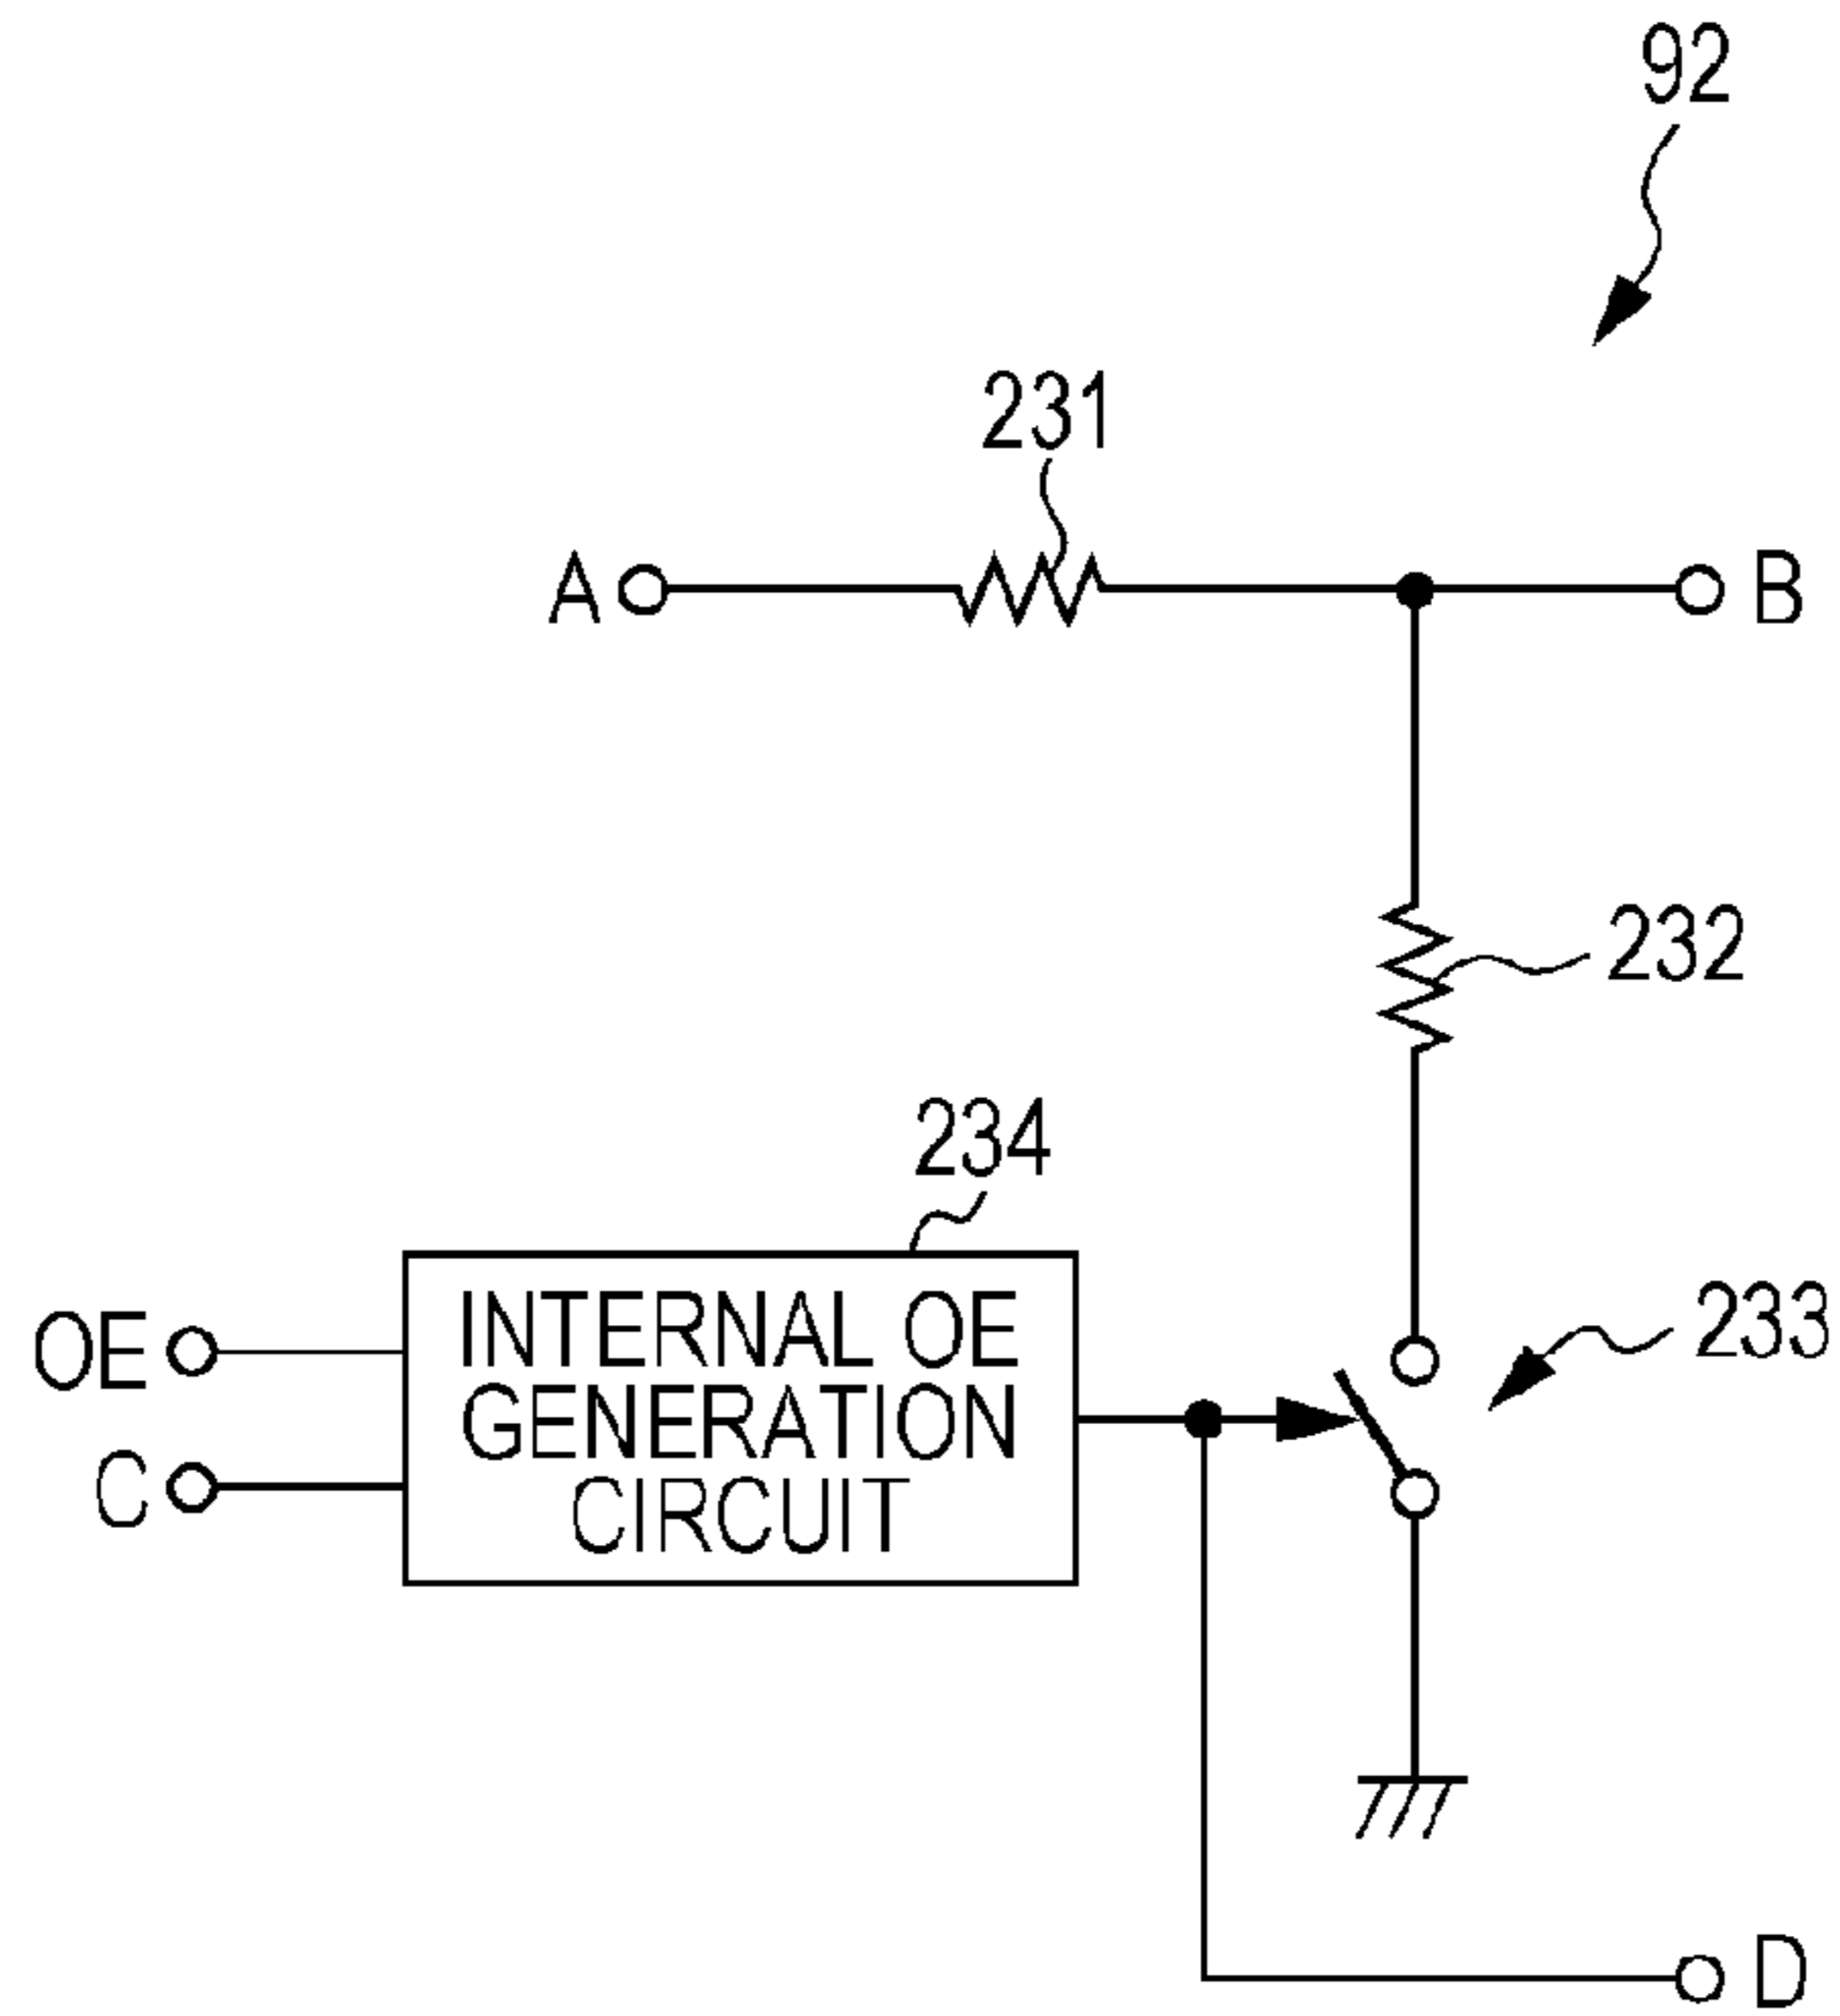 92
231
A
B
232
234
INTERNAL OE
GENERATION
CIRCUIT
OE
C
233
D